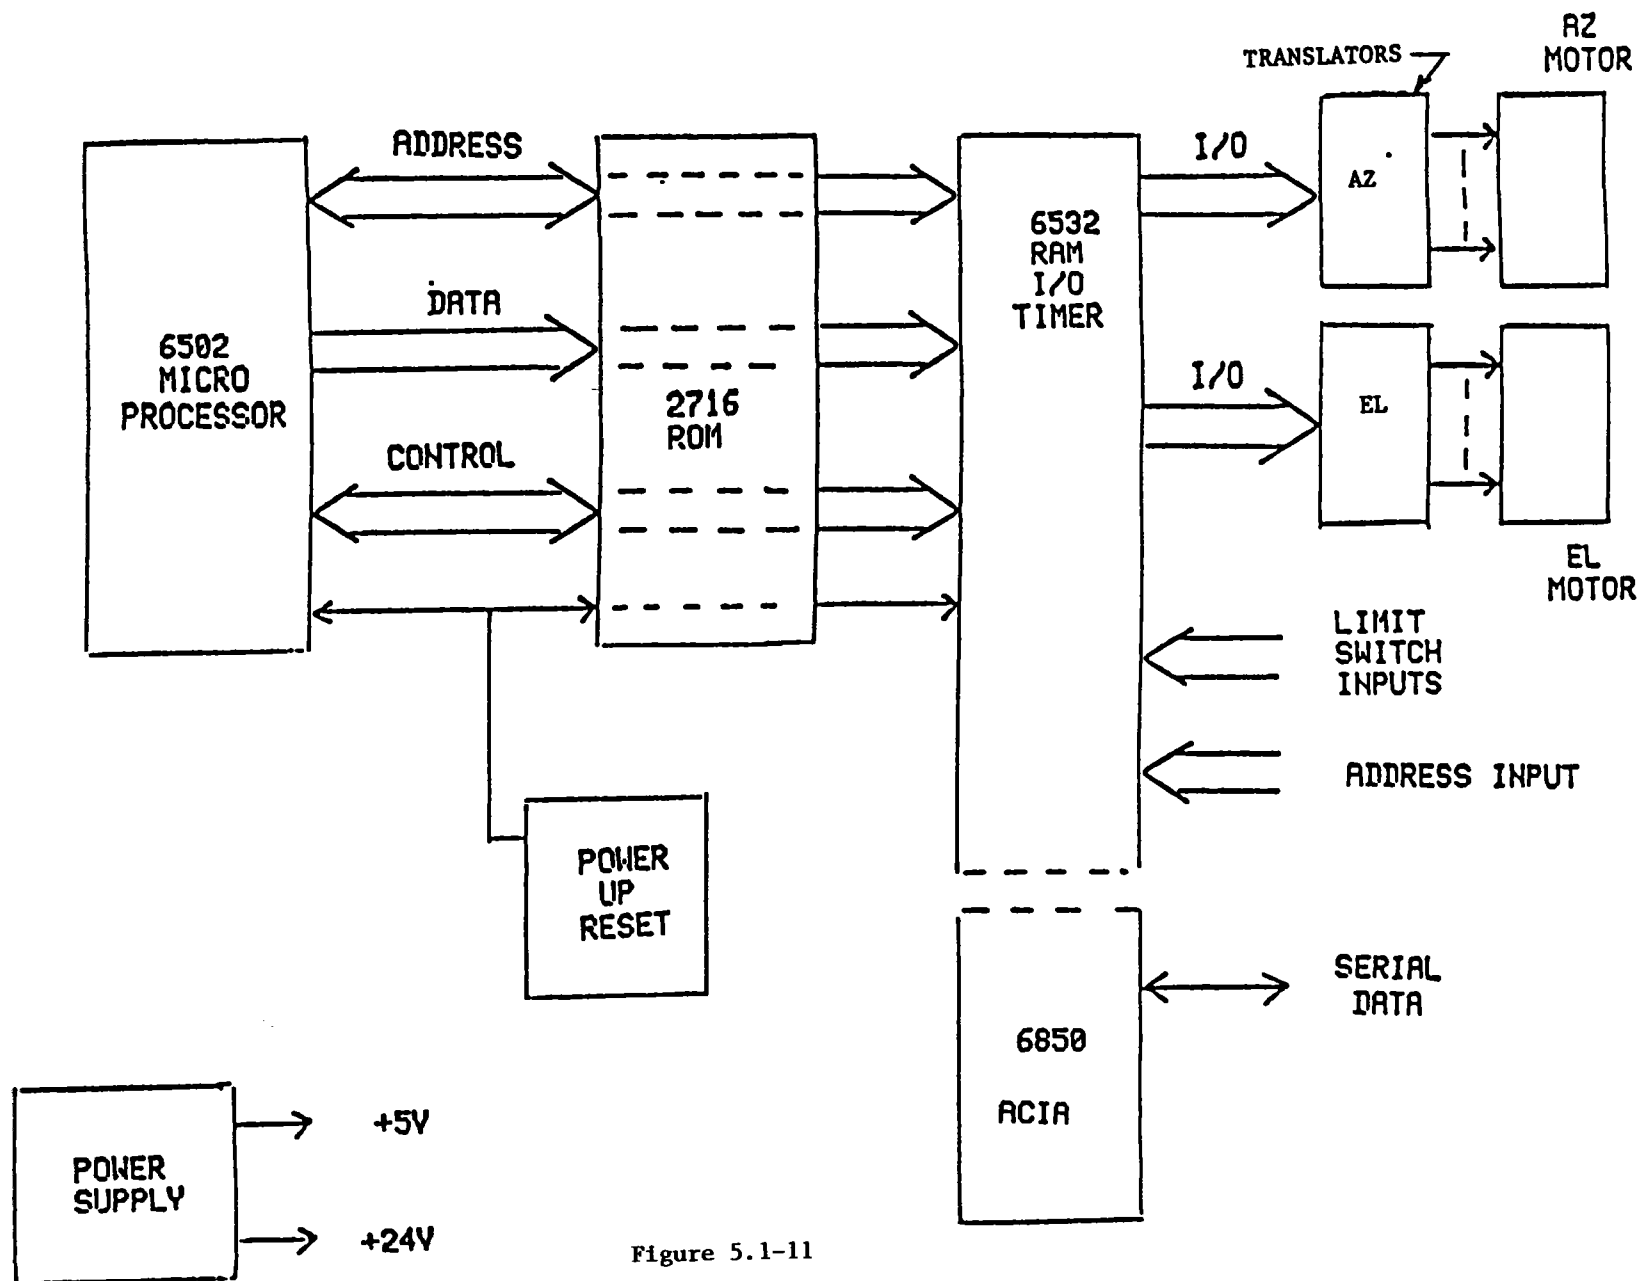 AZ
MOTOR
TRANSLATORS
ADDRESS
I/O
AZ
6532
RAM
I/O
TIMER
DATA
6502
MICRO
PROCESSOR
2716
ROM
I/O
EL
CONTROL
EL
MOTOR
LIMIT
SWITCH
INPUTS
ADDRESS INPUT
POWER
UP
RESET
SERIAL
DATA
6850
ACIA
POWER
SUPPLY
+5V
+24V
Figure 5.1-11